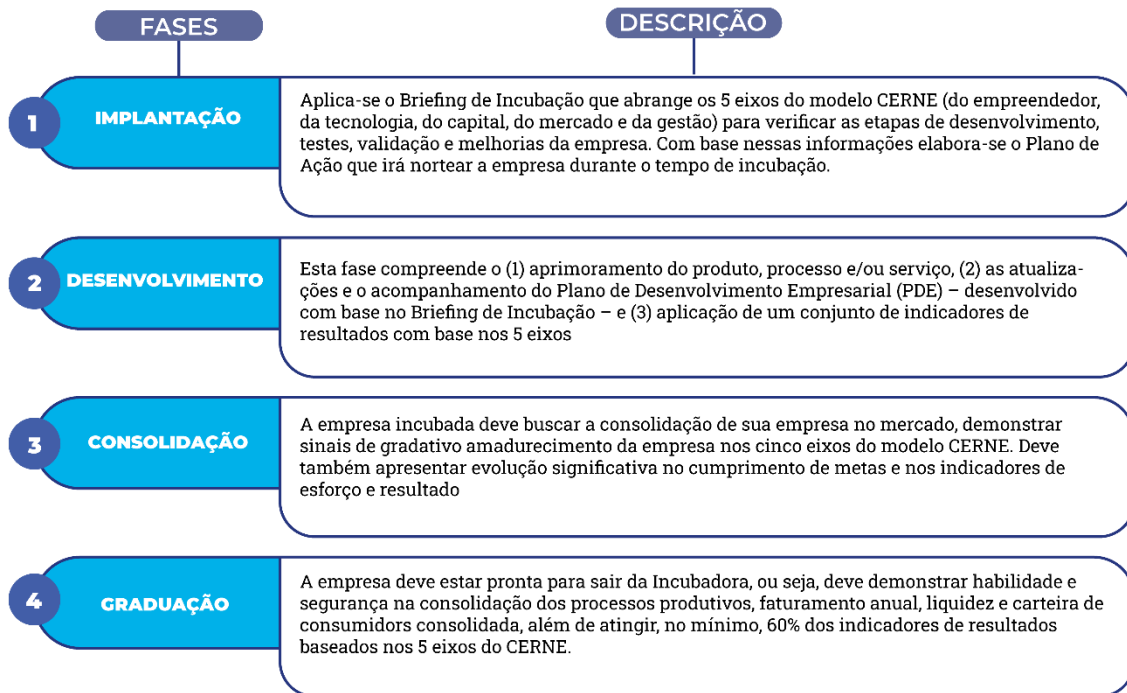 FASES
DESCRIÇÃO
1
IMPLANTAÇÃO
Aplica-se o Briefing de Incubação que abrange os 5 eixos do modelo CERNE (do empreendedor,
da tecnologia, do capital, do mercado e da gestão) para verificar as etapas de desenvolvimento,
testes, validação e melhorias da empresa. Com base nessas informações elabora-se o Plano de
Ação que irá nortear a empresa durante o tempo de incubação.
2
DESENVOLVIMENTO
Esta fase compreende o (1) aprimoramento do produto, processo e/ou serviço, (2) as atualiza-
ções e o acompanhamento do Plano de Desenvolvimento Empresarial (PDE) – desenvolvido
com base no Briefing de Incubação – e (3) aplicação de um conjunto de indicadores de
resultados com base nos 5 eixos
3
CONSOLIDAÇÃO
A empresa incubada deve buscar a consolidação de sua empresa no mercado, demonstrar
sinais de gradativo amadurecimento da empresa nos cinco eixos do modelo CERNE. Deve
também apresentar evolução significativa no cumprimento de metas e nos indicadores de
esforço e resultado
4
GRADUAÇÃO
A empresa deve estar pronta para sair da Incubadora, ou seja, deve demonstrar habilidade e
segurança na consolidação dos processos produtivos, faturamento anual, liquidez e carteira de
consumidors consolidada, além de atingir, no mínimo, 60% dos indicadores de resultados
baseados nos 5 eixos do CERNE.